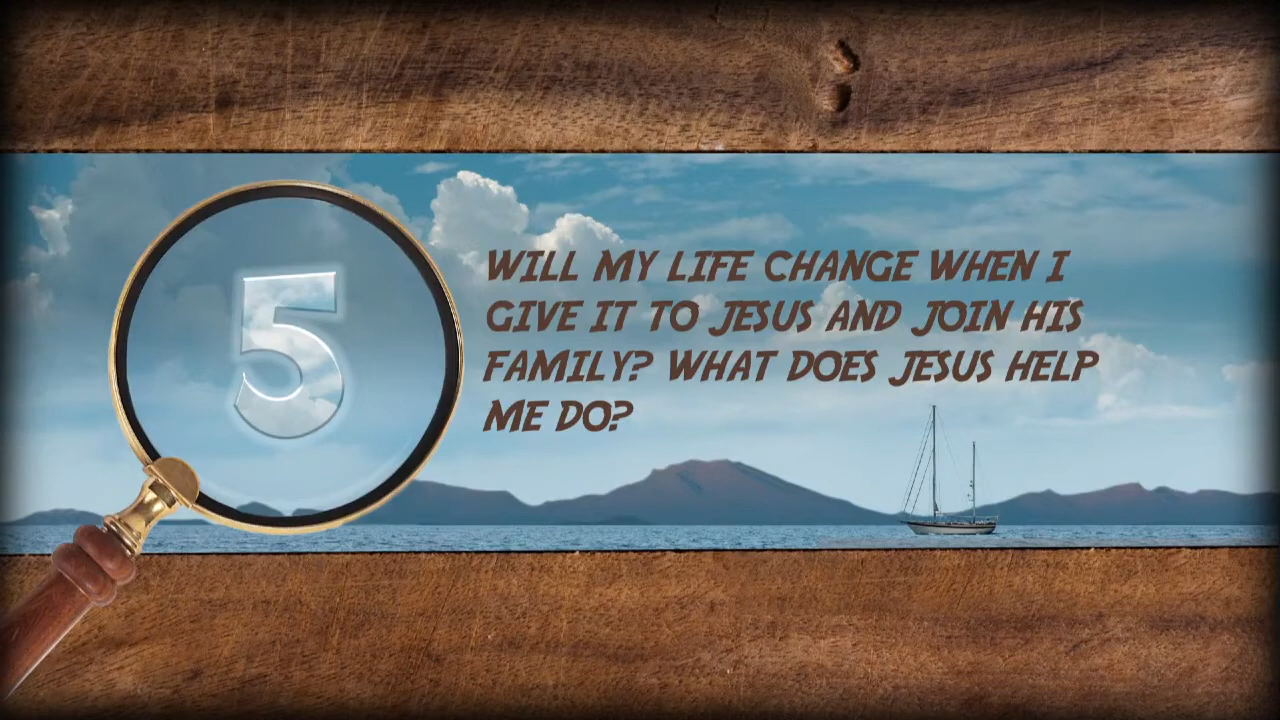 5
WILL MY LIFE CHANGE WHEN I
GIVE IT TO JESUS AND JOIN HIS
FAMILY? WHAT DOES JESUS HELP
ME DO?